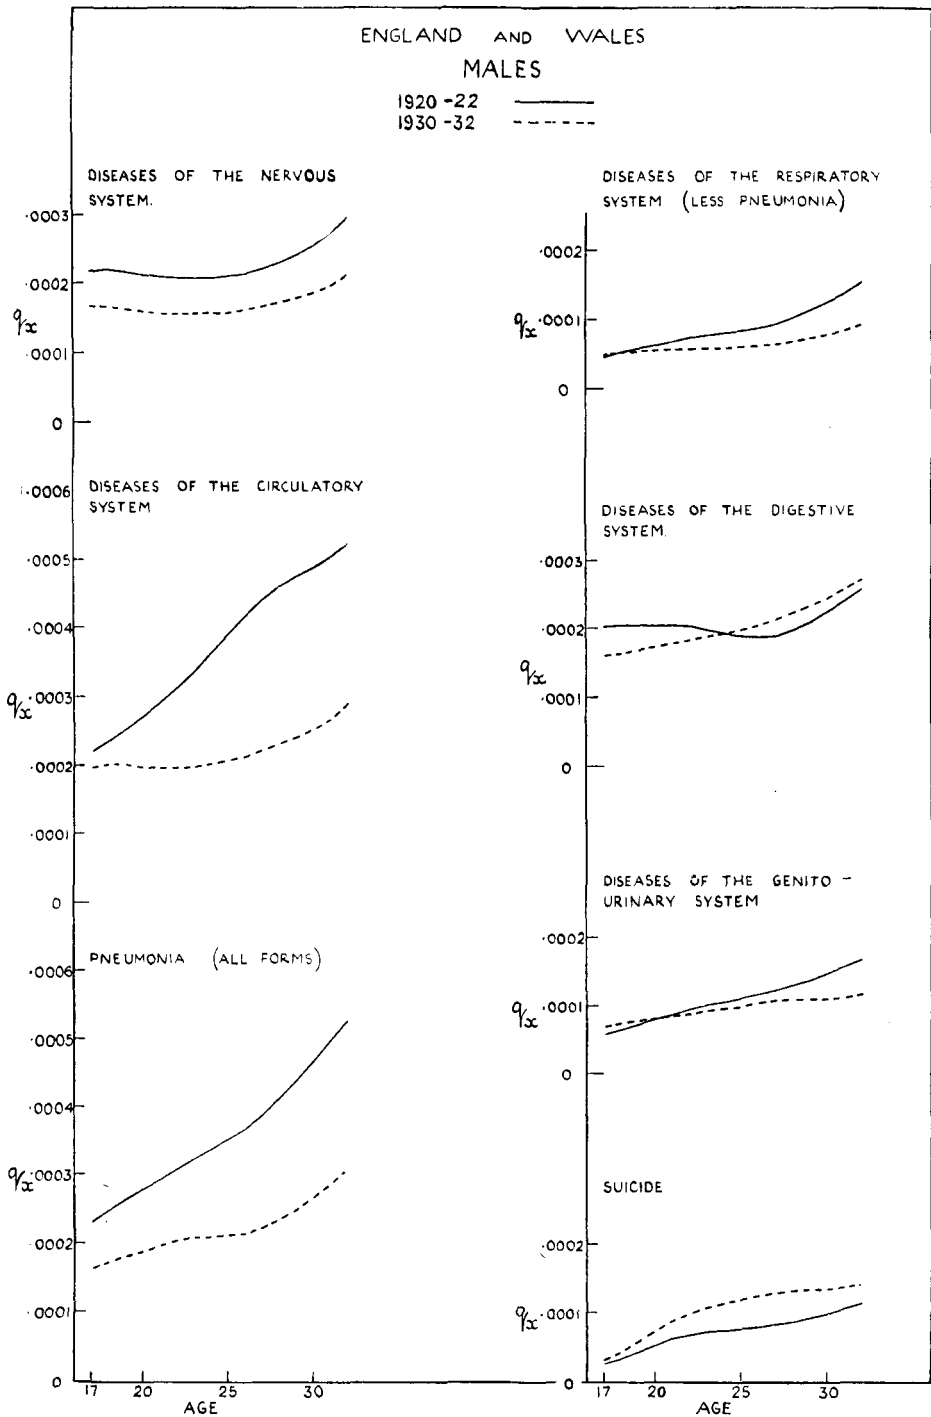 ENGLAND AND WALES
MALES
1920-22
1930-32
DISEASES OF THE NERVOUS
SYSTEM.
·0003
·0002
qx
·0001
0
DISEASES OF THE CIRCULATORY
SYSTEM
·0006
·0005
·0004
qx
·0003
·0002
·0001
0
PNEUMONIA (ALL FORMS)
·0006
·0005
·0004
qx
·0003
·0002
·0001
0
17 20 25 30
AGE
DISEASES OF THE RESPIRATORY
SYSTEM (LESS PNEUMONIA)
·0002
qx
·0001
0
DISEASES OF THE DIGESTIVE
SYSTEM.
·0003
·0002
qx
·0001
0
DISEASES OF THE GENITO-
URINARY SYSTEM
·0002
qx
·0001
0
SUICIDE
·0002
qx
·0001
0
17 20 25 30
AGE